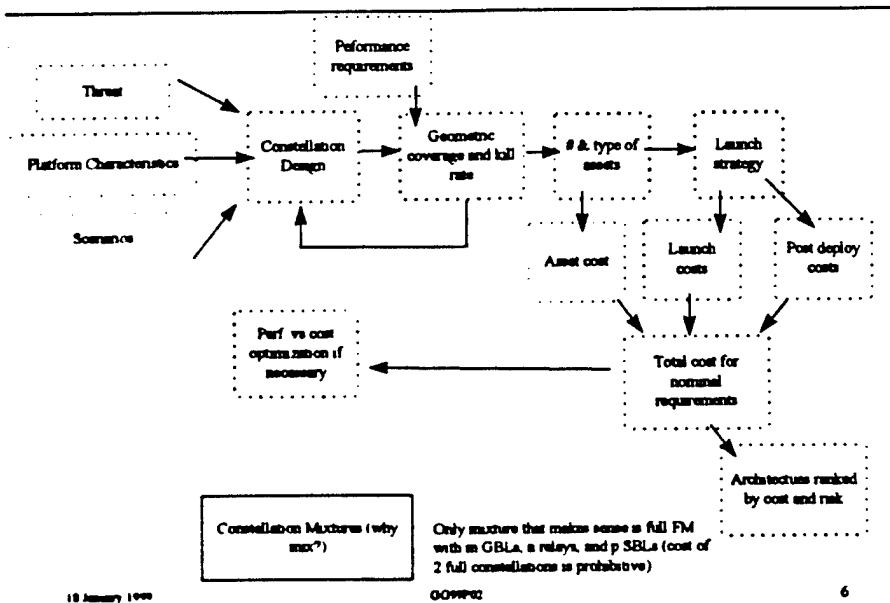 Peformance
requirements
Threat
Platform Characteristics
Scenarios
Constellation
Design
Geometric
coverage and kill
rate
# & type of
assets
Launch
strategy
Asset cost
Launch
costs
Post deploy
costs
Perf vs cost
optimization if
necessary
Total cost for
nominal
requirements
Architecture ranked
by cost and risk
Constellation Mixtures (why
mix?)
Only mixture that makes sense is full FM
with m GBLs, n relays, and p SBLs (cost of
2 full constellations is prohibitive)
18 January 1999
GO99P02
6